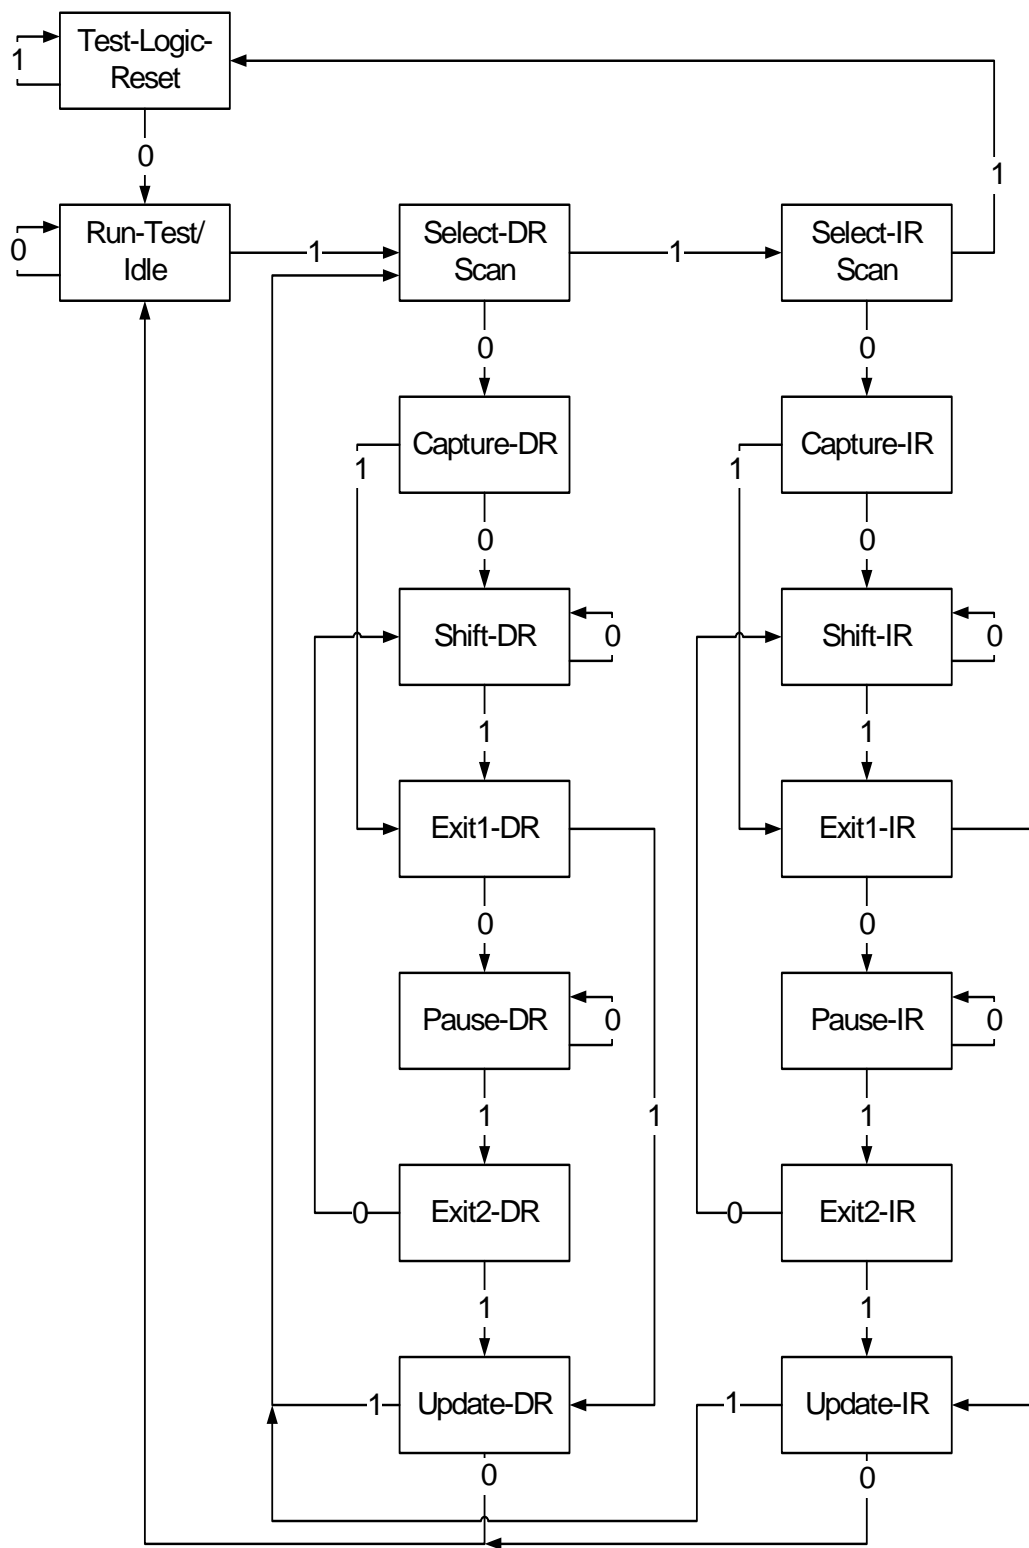 Test-Logic-
Reset
1
0
1
Run-Test/
Idle
0
1
Select-DR
Scan
1
Select-IR
Scan
0
0
Capture-DR
1
Capture-IR
1
0
0
Shift-DR
0
Shift-IR
0
1
1
Exit1-DR
Exit1-IR
0
0
Pause-DR
0
Pause-IR
0
1
1
1
0
Exit2-DR
0
Exit2-IR
1
1
1
Update-DR
1
Update-IR
0
0